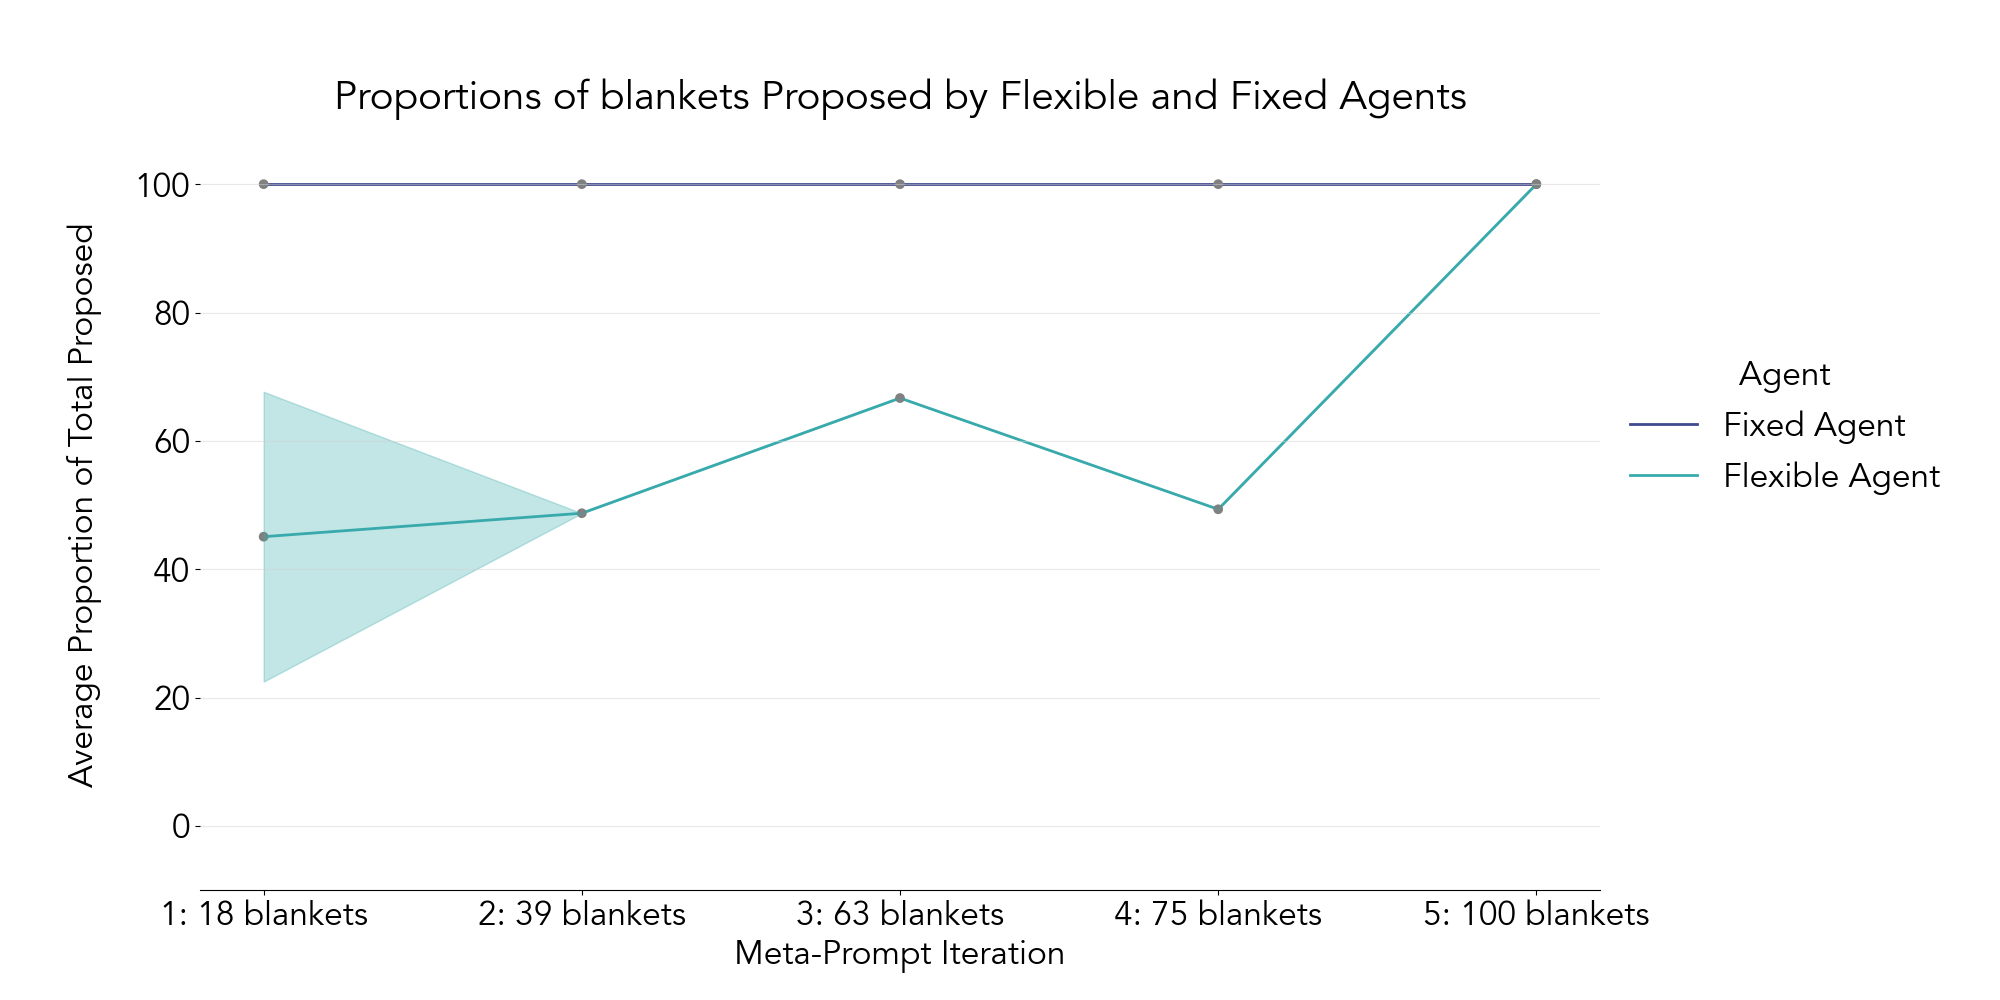 Proportions of blankets Proposed by Flexible and Fixed Agents
Average Proportion of Total Proposed
100
80
60
40
20
0
1: 18 blankets
2: 39 blankets
3: 63 blankets
4: 75 blankets
5: 100 blankets
Meta-Prompt Iteration
Agent
Fixed Agent
Flexible Agent